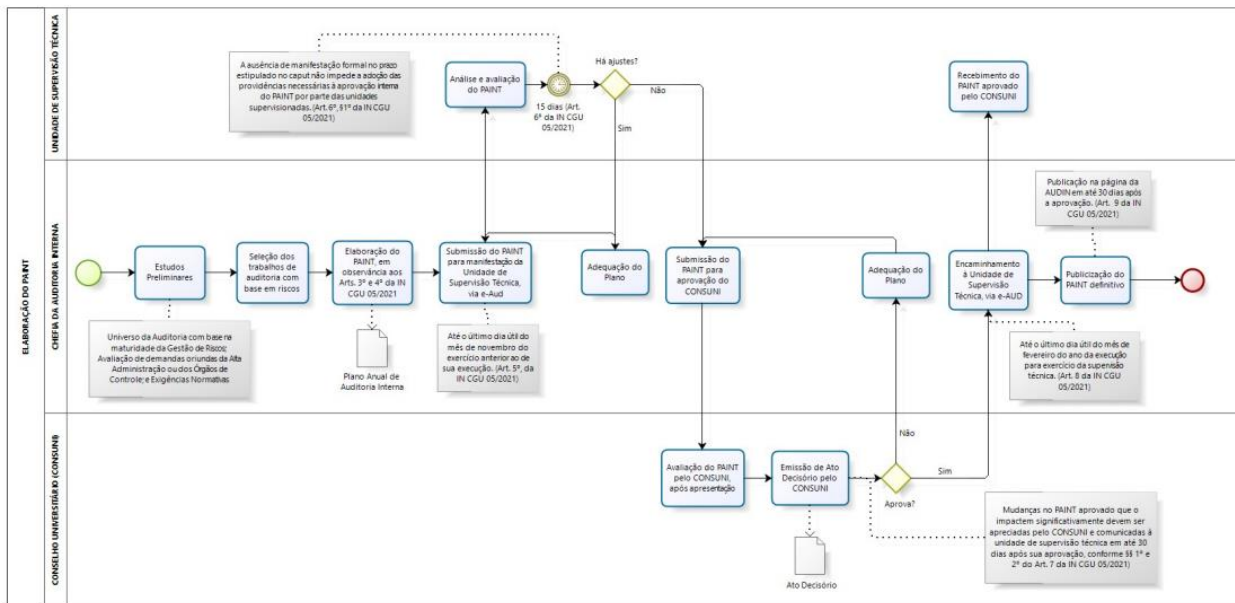 ELABORAÇÃO DO PAINT
UNIDADE DE SUPERVISÃO TÉCNICA
A ausência de manifestação formal no prazo
estipulado no caput não impede a adoção das
providências necessárias à aprovação interna
do PAINT por parte das unidades
supervisionadas. (Art. 6º, §1º da IN CGU
05/2021)
Análise e avaliação
do PAINT
15 dias (Art.
6º da IN CGU
05/2021)
Há ajustes?
Não
Sim
Recebimento do
PAINT aprovado
pelo CONSUNI
CHEFIA DA AUDITORIA INTERNA
Estudos
Preliminares
Universo da Auditoria com base na
maturidade da Gestão de Riscos;
Avaliação de demandas oriundas da Alta
Administração ou dos Órgãos de
Controle; e Exigências Normativas
Seleção dos
trabalhos de
auditoria com
base em riscos
Elaboração do
PAINT, em
observância aos
Arts. 3º e 4º da IN
CGU 05/2021
Plano Anual de
Auditoria Interna
Submissão do PAINT
para manifestação da
Unidade de
Supervisão Técnica,
via e-Aud
Até o último dia útil do
mês de novembro do
exercício anterior ao de
sua execução. (Art. 5º, da
IN CGU 05/2021)
Adequação do
Plano
Submissão do
PAINT para
aprovação do
CONSUNI
Adequação do
Plano
Encaminhamento
à Unidade de
Supervisão
Técnica, via e-AUD
Até o último dia útil do mês de
fevereiro do ano da execução
para exercício da supervisão
técnica. (Art. 8 da IN CGU
05/2021)
Publicação na página da
AUDIN em até 30 dias após
a aprovação. (Art. 9 da IN
CGU 05/2021)
Publicização do
PAINT definitivo
CONSELHO UNIVERSITÁRIO (CONSUNI)
Avaliação do PAINT
pelo CONSUNI,
após apresentação
Emissão de Ato
Decisório pelo
CONSUNI
Ato Decisório
Aprova?
Não
Sim
Mudanças no PAINT aprovado que o
impactem significativamente devem ser
apreciadas pelo CONSUNI e comunicadas à
unidade de supervisão técnica em até 30
dias após sua aprovação, conforme §§ 1º e
2º do Art. 7 da IN CGU 05/2021)